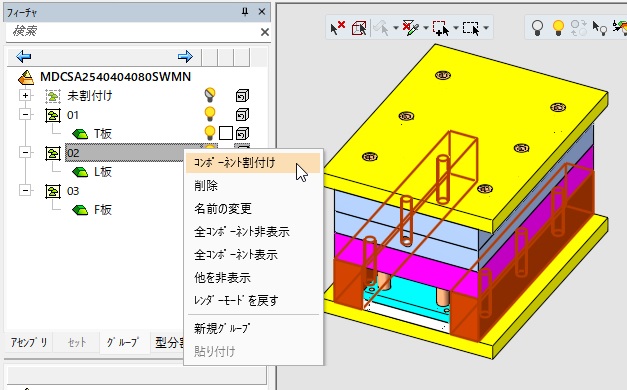 フィーチャ
検索
MDCSA2540404080SWMN
未割付け
01
T板
02
L板
03
F板
ｺﾝﾎﾟｰﾈﾝﾄ割付け
削除
名前の変更
全ｺﾝﾎﾟｰﾈﾝﾄ非表示
全ｺﾝﾎﾟｰﾈﾝﾄ表示
他を非表示
ﾚﾝﾀﾞｰﾓｰﾄﾞを戻す
新規ｸﾞﾙｰﾌﾟ
貼り付け
ｱｾﾝﾌﾞﾘ セット ｸﾞﾙｰﾌﾟ 型分割